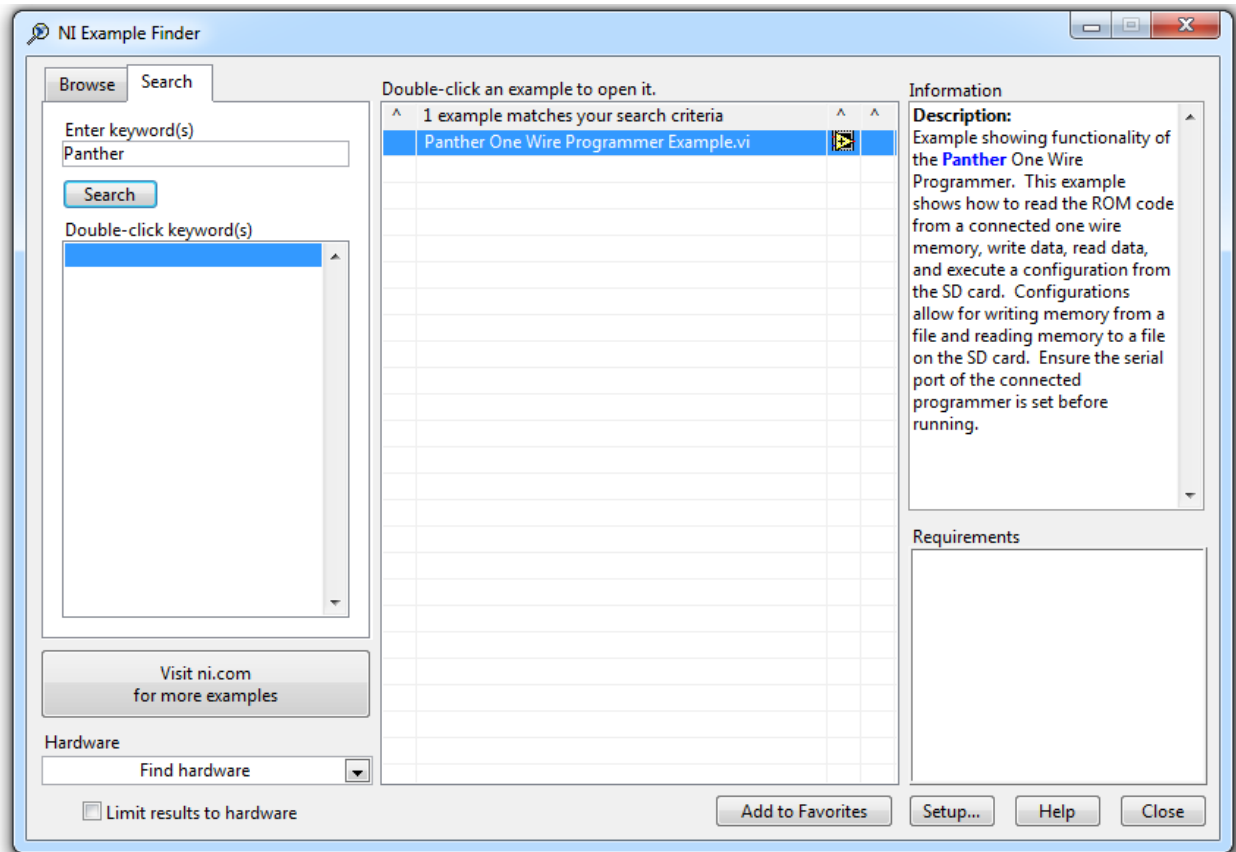 NI Example Finder
Browse
Search
Enter keyword(s)
Panther
Search
Double-click keyword(s)
Visit ni.com
for more examples
Hardware
Find hardware
Limit results to hardware
Double-click an example to open it.
^ 1 example matches your search criteria ^ ^
Panther One Wire Programmer Example.vi
Information
Description:
Example showing functionality of
the Panther One Wire
Programmer. This example
shows how to read the ROM code
from a connected one wire
memory, write data, read data,
and execute a configuration from
the SD card. Configurations
allow for writing memory from a
file and reading memory to a file
on the SD card. Ensure the serial
port of the connected
programmer is set before
running.
Requirements
Add to Favorites
Setup...
Help
Close